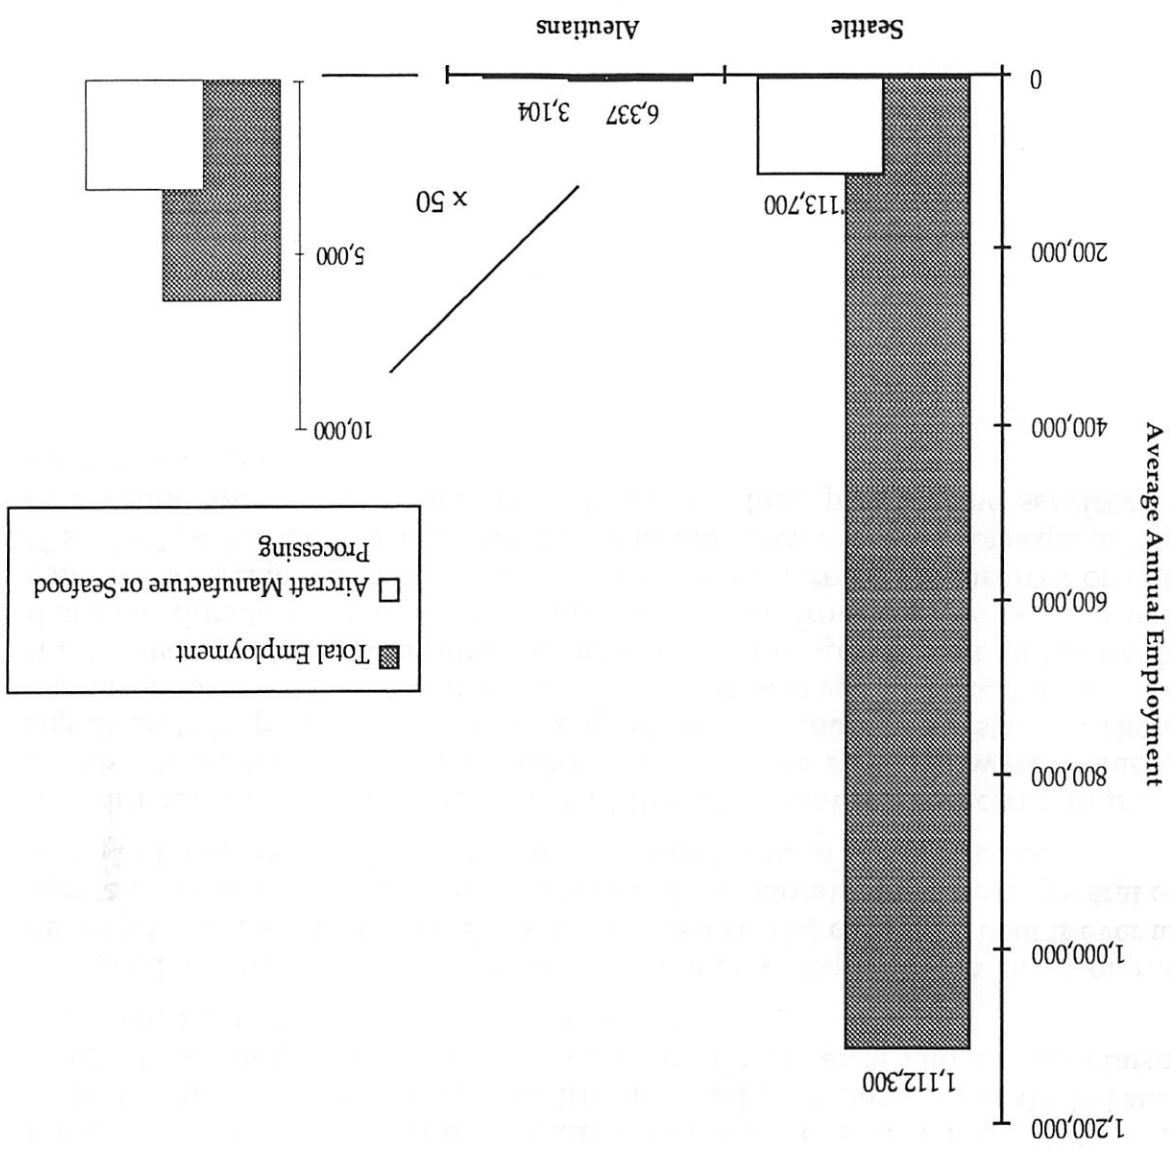 Average Annual Employment
1,200,000
1,112,300
1,000,000
800,000
600,000
400,000
200,000
0
113,700
6,337
3,104
Seattle
Aleutians
x 50
Total Employment
Aircraft Manufacture or Seafood
Processing
10,000
5,000